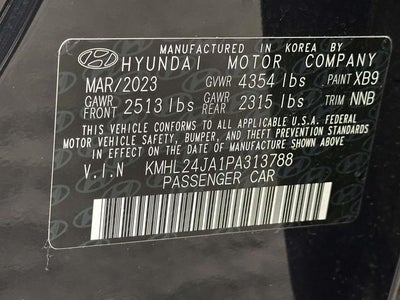 MANUFACTURED IN KOREA BY
HYUNDAI MOTOR COMPANY
MAR/2023 GVWR 4354 lbs PAINT XB9
GAWR FRONT 2513 lbs GAWR REAR 2315 lbs TRIM NNB
THIS VEHICLE CONFORMS TO ALL APPLICABLE U.S.A. FEDERAL
MOTOR VEHICLE SAFETY, BUMPER, AND THEFT PREVENTION
STANDARDS IN EFFECT ON THE DATE OF MANUFACTURE SHOWN ABOVE.
V.I.N KMHL24JA1PA313788
PASSENGER CAR